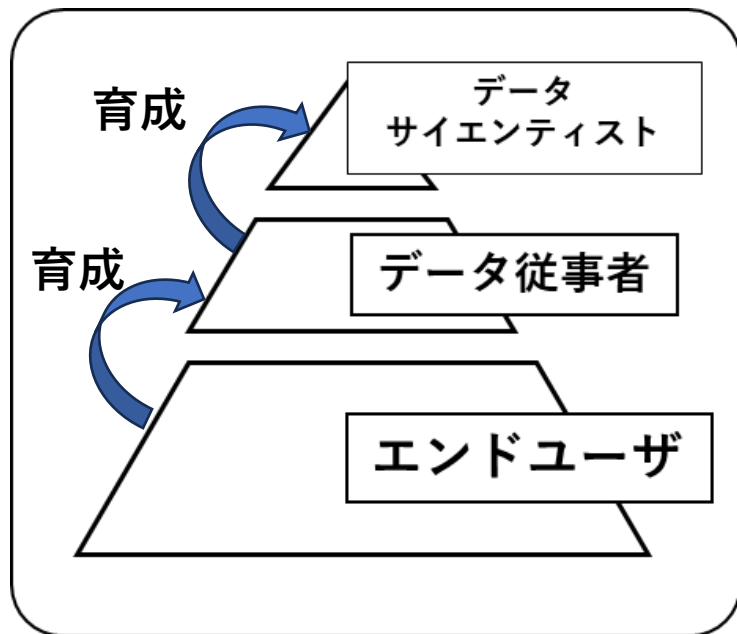 育成
データ
サイエンティスト
育成
データ従事者
エンドユーザ